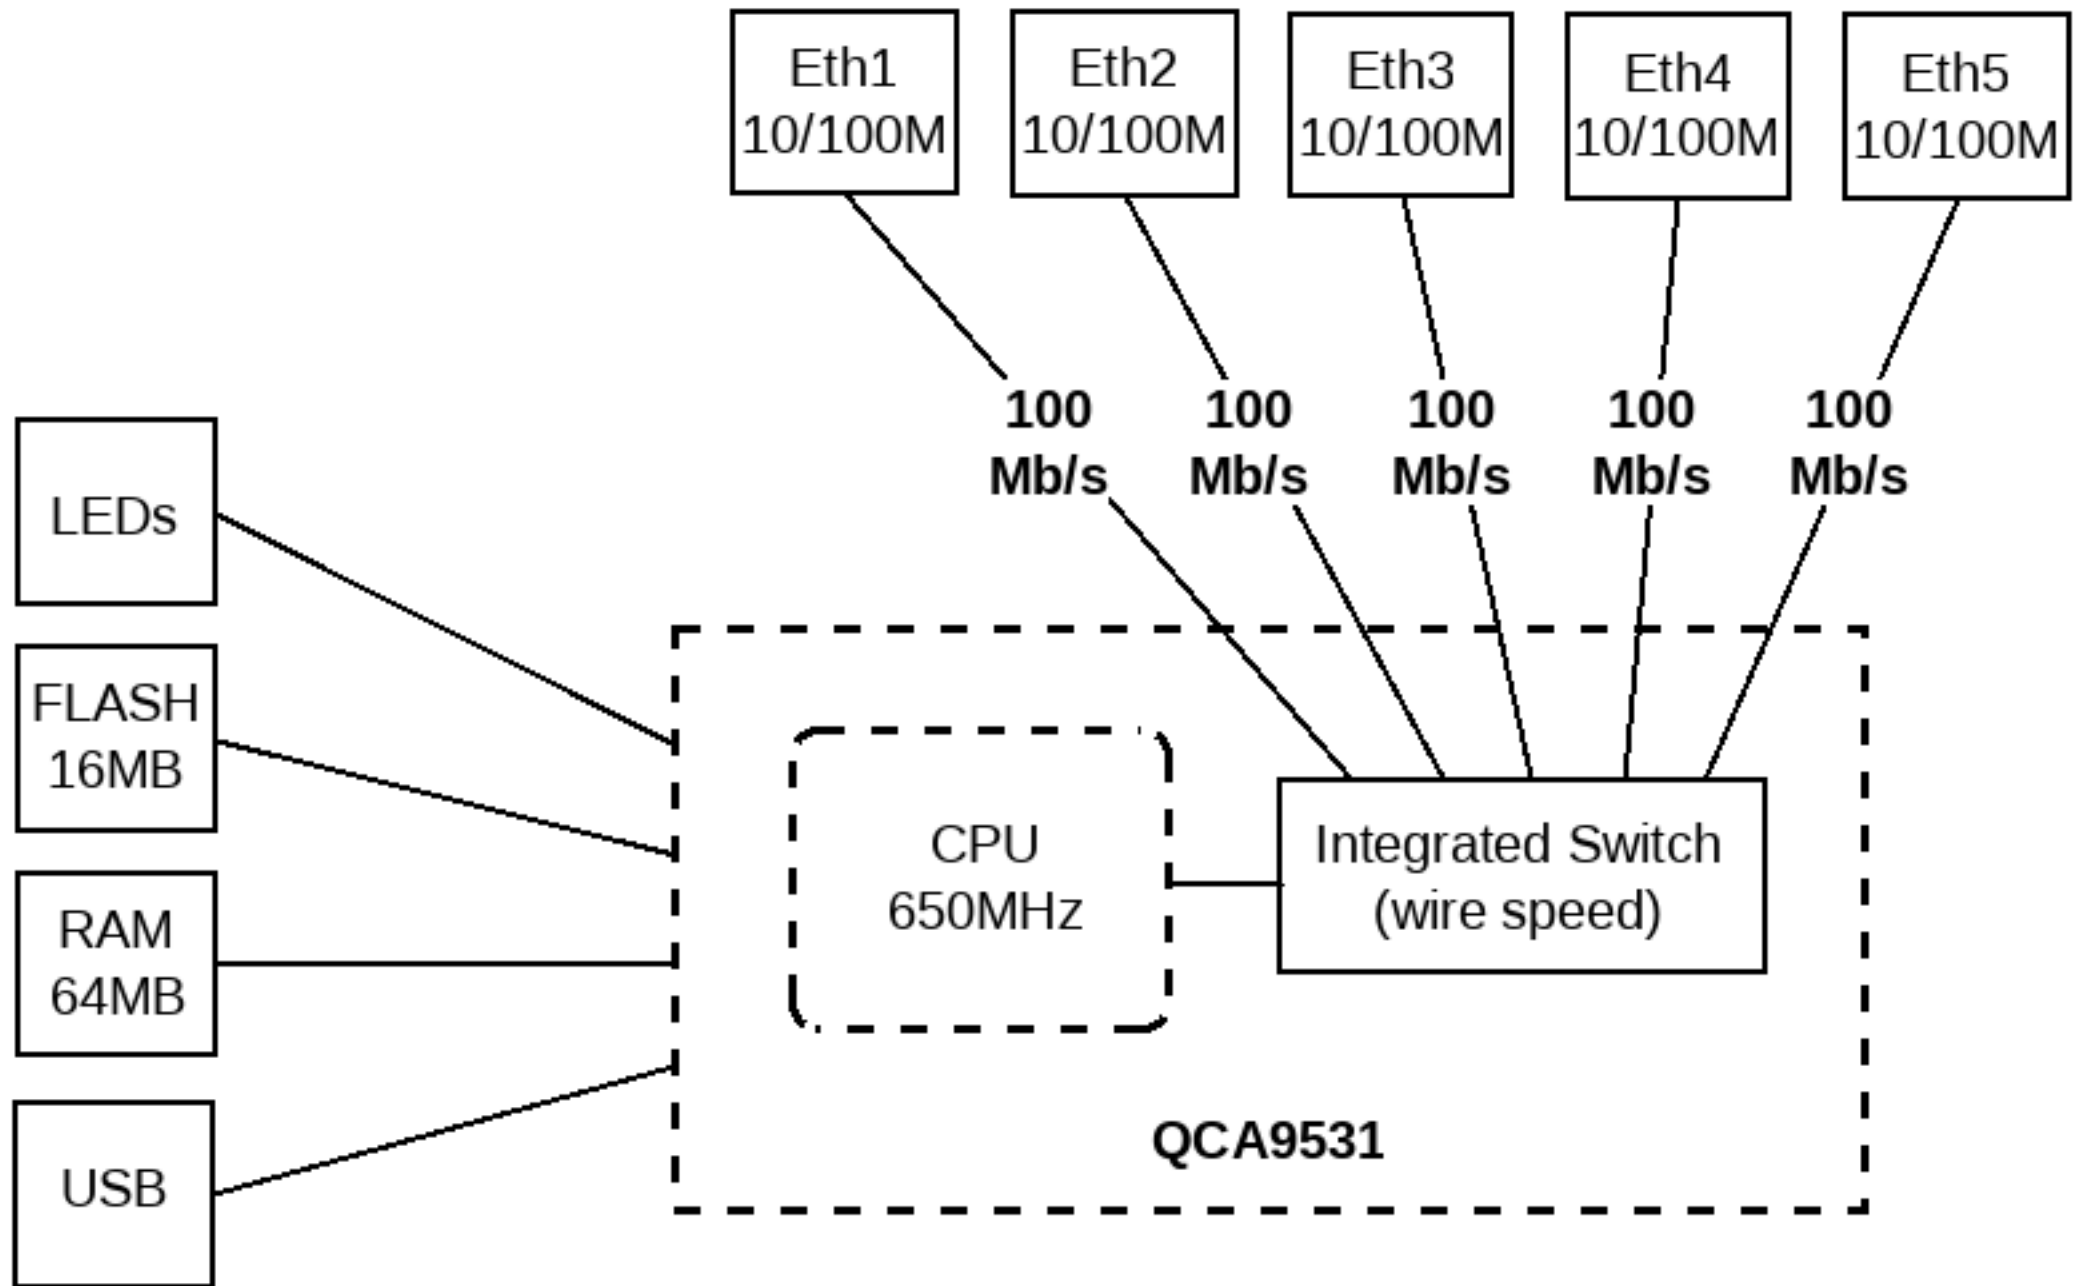 Eth1
10/100M
Eth2
10/100M
Eth3
10/100M
Eth4
10/100M
Eth5
10/100M
100
Mb/s
100
Mb/s
100
Mb/s
100
Mb/s
100
Mb/s
LEDs
FLASH
16MB
RAM
64MB
USB
CPU
650MHz
Integrated Switch
(wire speed)
QCA9531